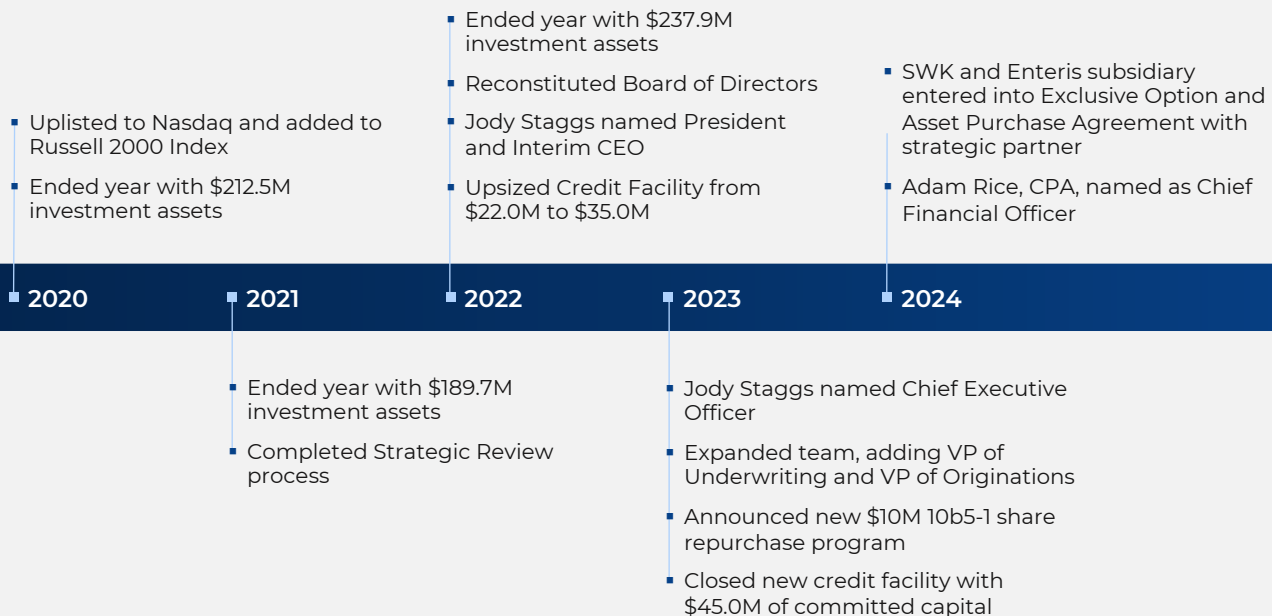 Ended year with $237.9M
investment assets
Reconstituted Board of Directors
Jody Staggs named President
and Interim CEO
Upsized Credit Facility from
$22.0M to $35.0M
SWK and Enteris subsidiary
entered into Exclusive Option and
Asset Purchase Agreement with
strategic partner
Adam Rice, CPA, named as Chief
Financial Officer
Uplisted to Nasdaq and added to
Russell 2000 Index
Ended year with $212.5M
investment assets
2020
2021
2022
2023
2024
Ended year with $189.7M
investment assets
Completed Strategic Review
process
Jody Staggs named Chief Executive
Officer
Expanded team, adding VP of
Underwriting and VP of Originations
Announced new $10M 10b5-1 share
repurchase program
Closed new credit facility with
$45.0M of committed capital